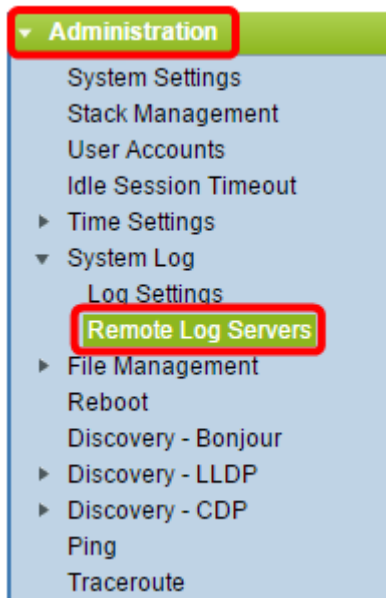 Administration
System Settings
Stack Management
User Accounts
Idle Session Timeout
Time Settings
System Log
Log Settings
Remote Log Servers
File Management
Reboot
Discovery - Bonjour
Discovery - LLDP
Discovery - CDP
Ping
Traceroute